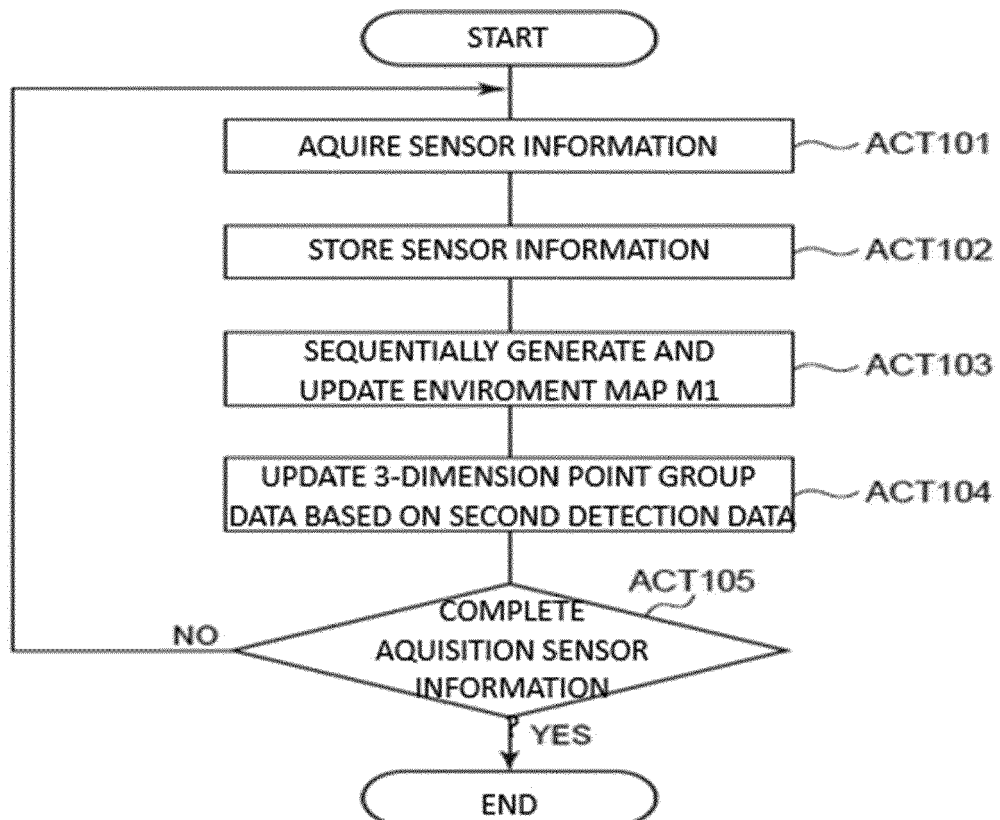 START
AQUIRE SENSOR INFORMATION
ACT101
STORE SENSOR INFORMATION
ACT102
SEQUENTIALLY GENERATE AND
UPDATE ENVIROMENT MAP M1
ACT103
UPDATE 3-DIMENSION POINT GROUP
DATA BASED ON SECOND DETECTION DATA
ACT104
ACT105
COMPLETE
AQUISITION SENSOR
INFORMATION
?
NO
YES
END